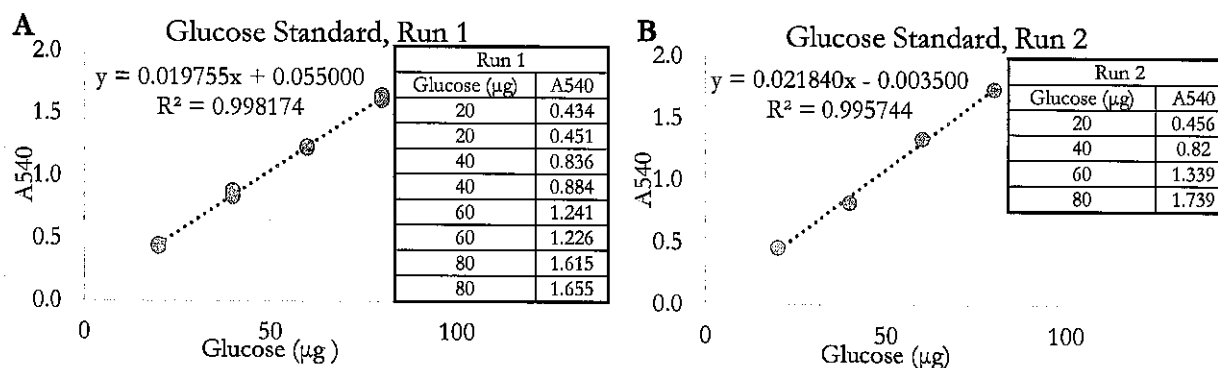 A
Glucose Standard, Run 1
y = 0.019755x + 0.055000
R² = 0.998174
2.0
1.5
1.0
0.5
0.0
A540
0 50 100
Glucose (µg )
Run 1
Glucose (µg) A540
20 0.434
20 0.451
40 0.836
40 0.884
60 1.241
60 1.226
80 1.615
80 1.655
B
Glucose Standard, Run 2
y = 0.021840x - 0.003500
R² = 0.995744
2.0
1.5
1.0
0.5
0.0
A540
0 50 100
Glucose (µg)
Run 2
Glucose (µg) A540
20 0.456
40 0.82
60 1.339
80 1.739